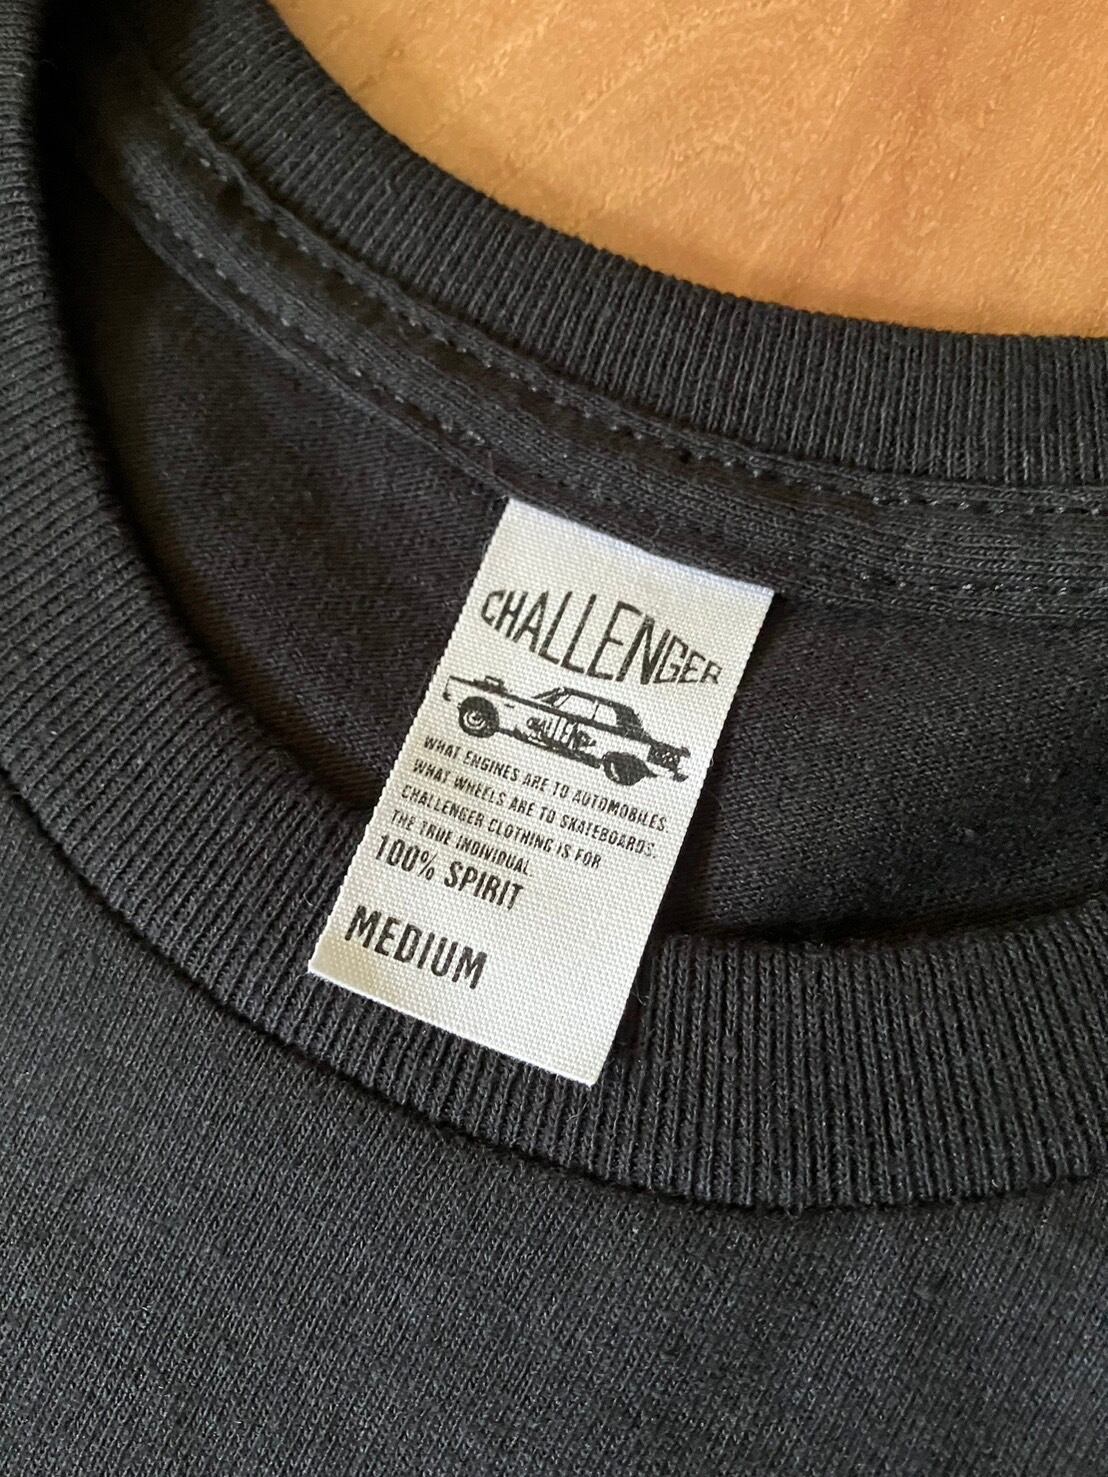 CHALLENGER
CHALLENGER
WHAT ENGINES ARE TO AUTOMOBILES.
WHAT WHEELS ARE TO SKATEBOARDS.
CHALLENGER CLOTHING IS FOR
THE TRUE INDIVIDUAL
100% SPIRIT
MEDIUM